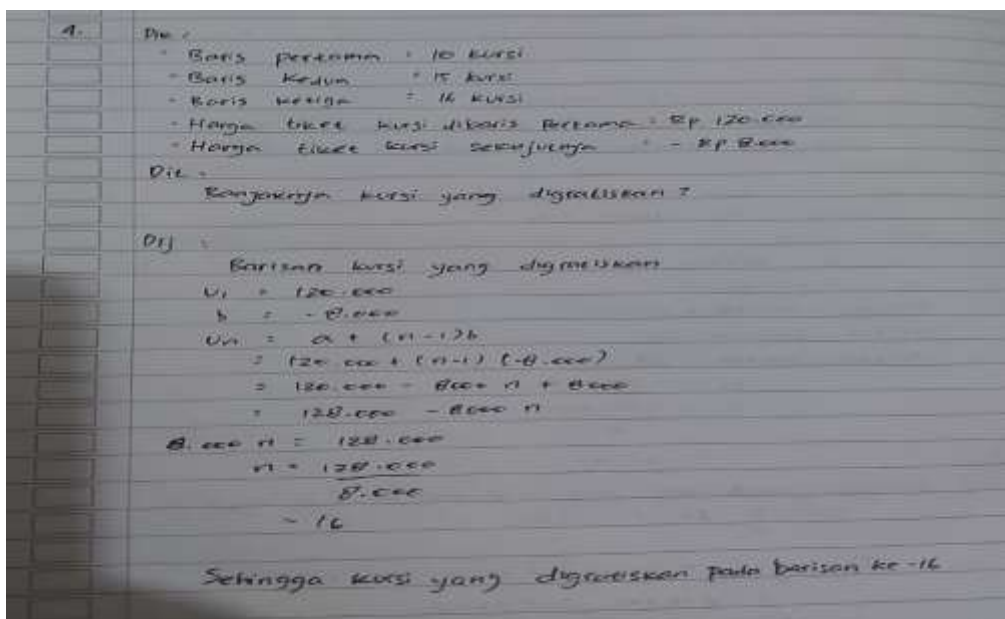 4. Dik :
- Baris pertama : 10 kursi
- Baris Kedua : 15 kursi
- Baris ketiga : 16 kursi
- Harga tiket kursi dibaris Pertama : Rp 120.000
- Harga tiket kursi selanjutnya : - Rp 8.000
Dit :
Banyaknya kursi yang digratiskan ?
Dij :
Barisan kursi yang digratiskan
U₁ = 120.000
b = - 8.000
Un = a + (n-1)b
= 120.000 + (n-1) (-8.000)
= 120.000 - 8000 n + 8000
= 128.000 - 8000 n
8.000 n = 128.000
n = 128.000
8.000
= 16
Sehingga kursi yang digratiskan pada barisan ke-16